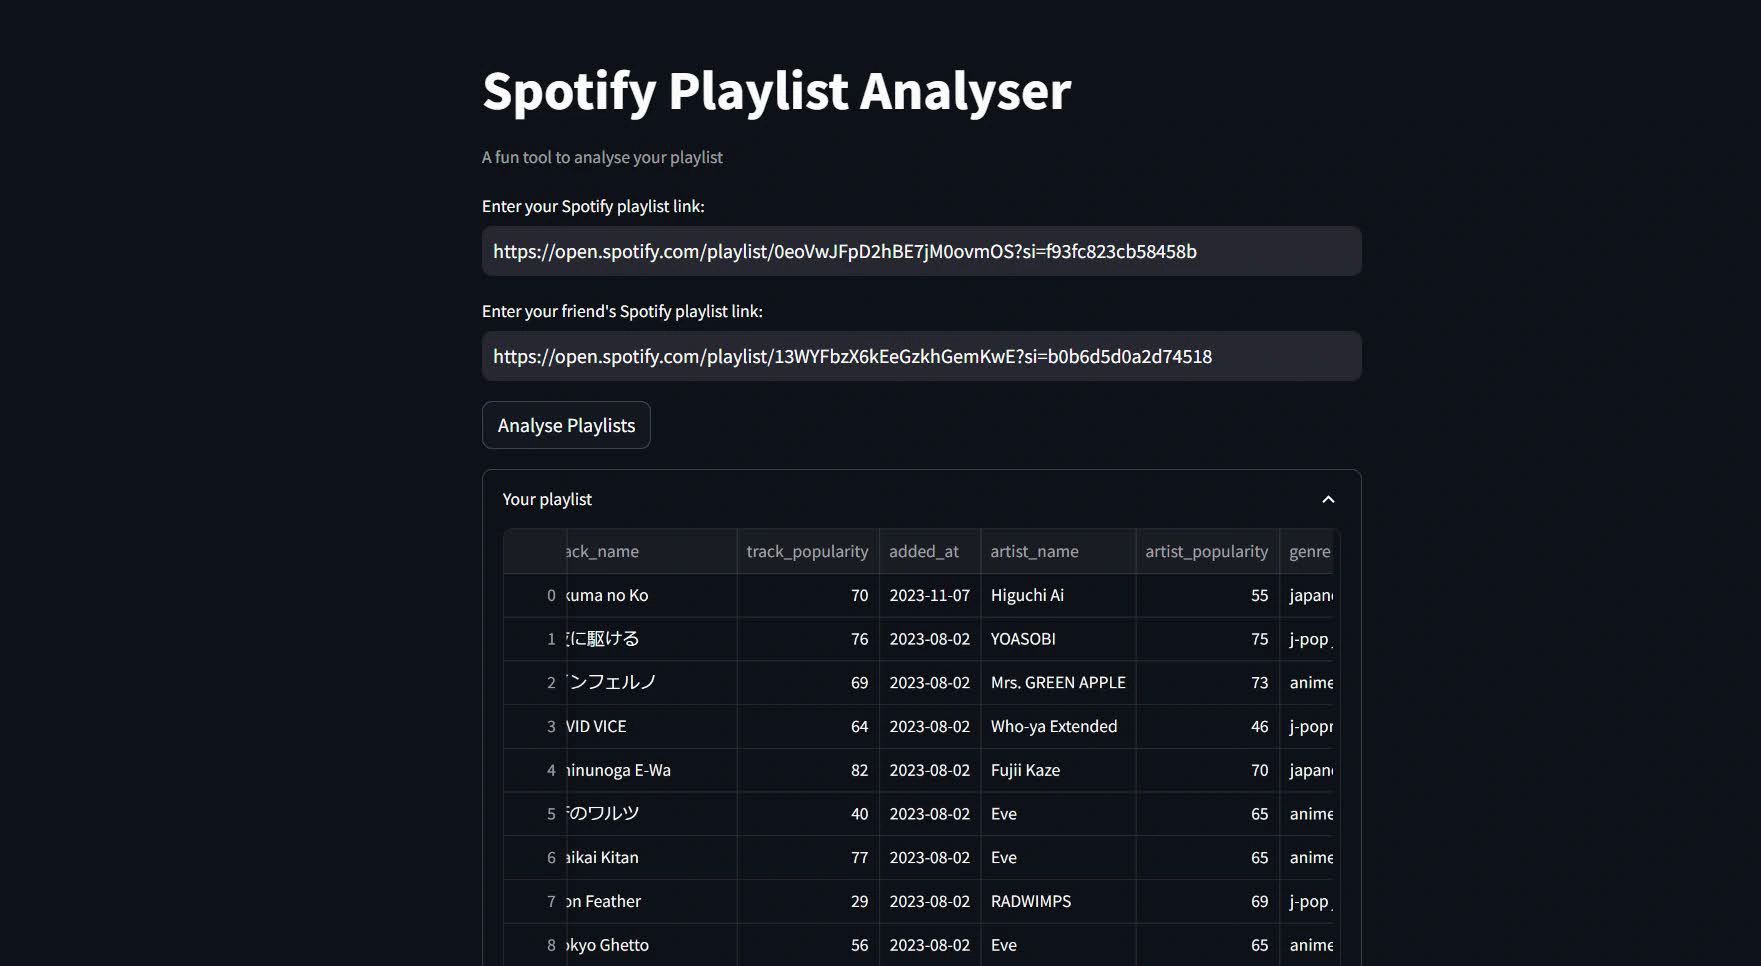 Spotify Playlist Analyser
A fun tool to analyse your playlist
Enter your Spotify playlist link:
https://open.spotify.com/playlist/0eoVwJFpD2hBE7jM0ovmOS?si=f93fc823cb58458b
Enter your friend's Spotify playlist link:
https://open.spotify.com/playlist/13WYFbzX6kEeGzkhGemKwE?si=b0b6d5d0a2d74518
Analyse Playlists
Your playlist
ack_name track_popularity added_at artist_name artist_popularity genre
0 kuma no Ko 70 2023-11-07 Higuchi Ai 55 japan
1 に駆ける 76 2023-08-02 YOASOBI 75 j-pop
2 ンフェルノ 69 2023-08-02 Mrs. GREEN APPLE 73 anime
3 VID VICE 64 2023-08-02 Who-ya Extended 46 j-pop
4 hinunoga E-Wa 82 2023-08-02 Fujii Kaze 70 japan
5 のワルツ 40 2023-08-02 Eve 65 anime
6 aikai Kitan 77 2023-08-02 Eve 65 anime
7 on Feather 29 2023-08-02 RADWIMPS 69 j-pop
8 okyo Ghetto 56 2023-08-02 Eve 65 anime